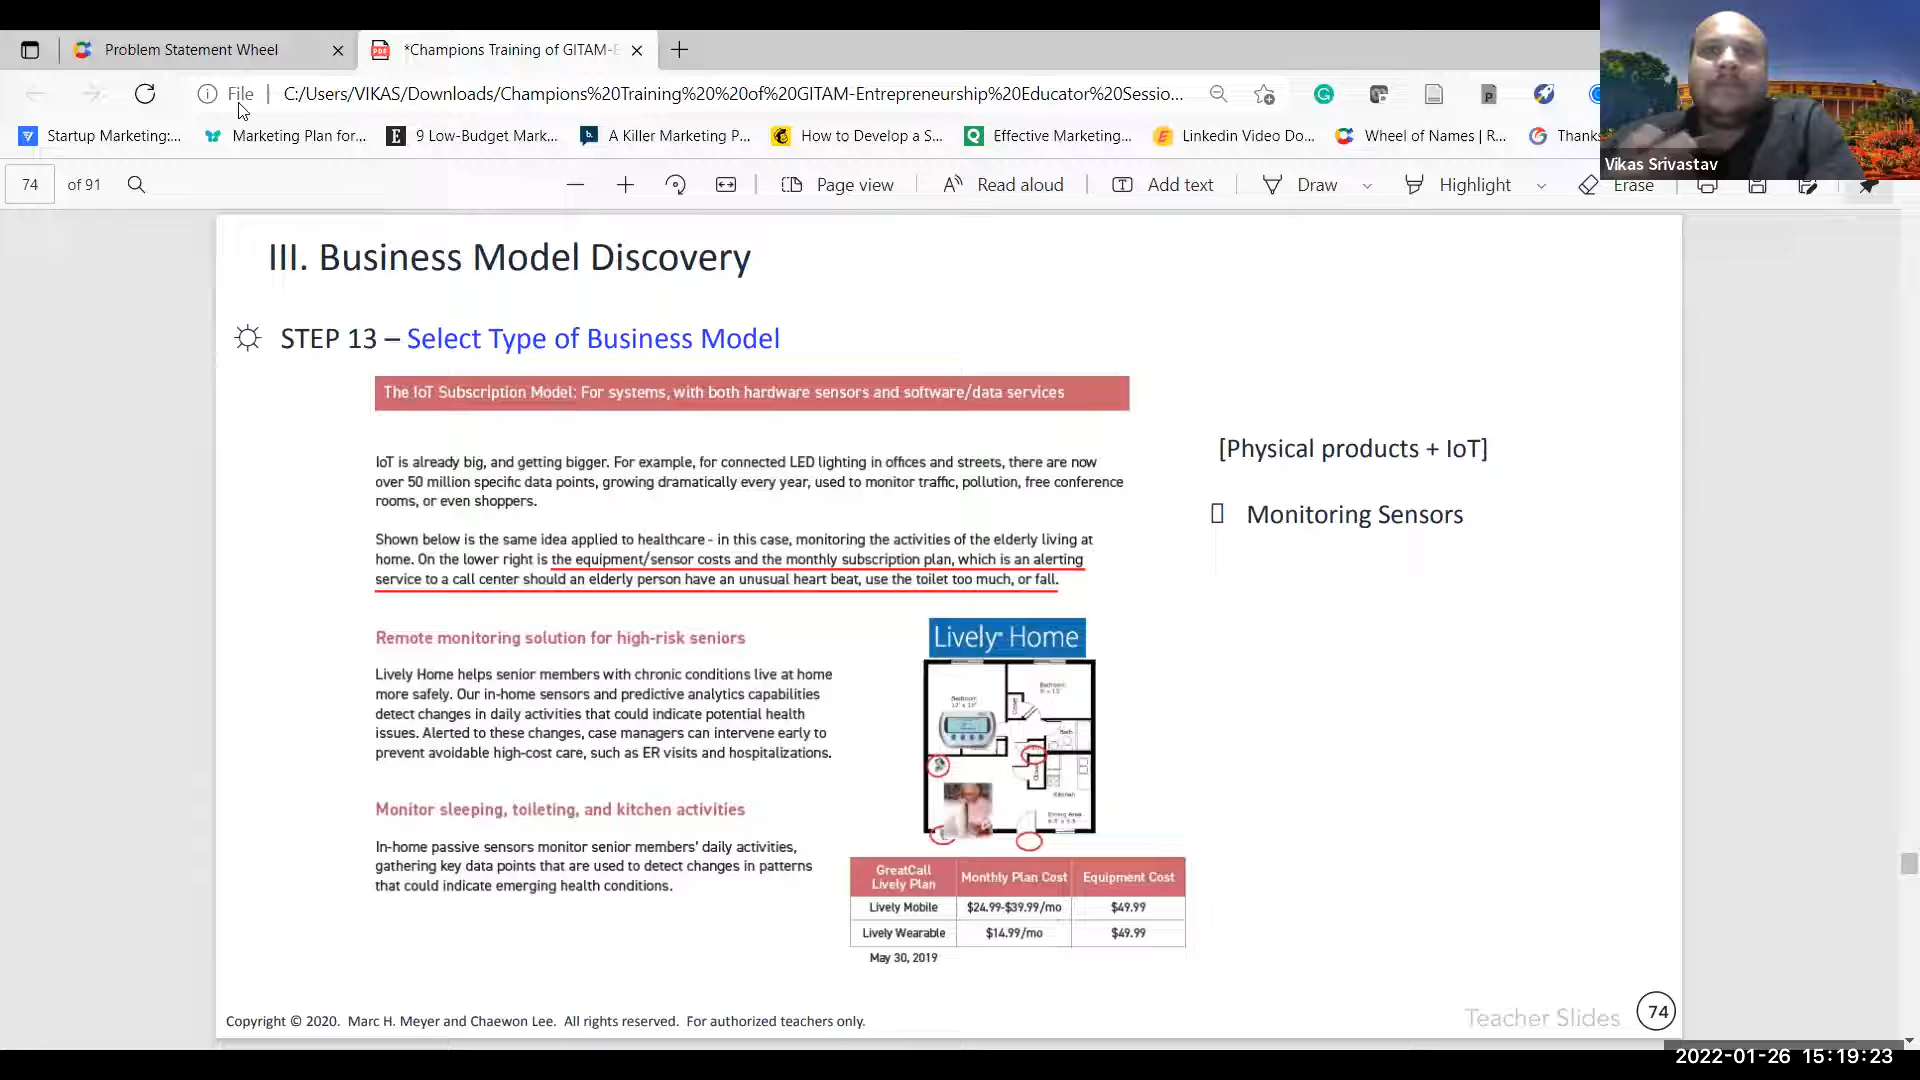 Problem Statement Wheel
*Champions Training of GITAM-E
File
C:/Users/VIKAS/Downloads/Champions%20Training%20%20of%20GITAM-Entrepreneurship%20Educator%20Sessio...
Startup Marketing:...
Marketing Plan for...
9 Low-Budget Mark...
A Killer Marketing P...
How to Develop a S...
Effective Marketing...
Linkedin Video Do...
Wheel of Names | R...
Thanks
Vikas Srivastav
74 of 91
Page view
Read aloud
Add text
Draw
Highlight
Erase
III. Business Model Discovery
STEP 13 – Select Type of Business Model
The IoT Subscription Model: For systems, with both hardware sensors and software/data services
IoT is already big, and getting bigger. For example, for connected LED lighting in offices and streets, there are now
over 50 million specific data points, growing dramatically every year, used to monitor traffic, pollution, free conference
rooms, or even shoppers.
Shown below is the same idea applied to healthcare - in this case, monitoring the activities of the elderly living at
home. On the lower right is the equipment/sensor costs and the monthly subscription plan, which is an alerting
service to a call center should an elderly person have an unusual heart beat, use the toilet too much, or fall.
[Physical products + IoT]
Monitoring Sensors
Remote monitoring solution for high-risk seniors
Lively Home helps senior members with chronic conditions live at home
more safely. Our in-home sensors and predictive analytics capabilities
detect changes in daily activities that could indicate potential health
issues. Alerted to these changes, case managers can intervene early to
prevent avoidable high-cost care, such as ER visits and hospitalizations.
Monitor sleeping, toileting, and kitchen activities
In-home passive sensors monitor senior members' daily activities,
gathering key data points that are used to detect changes in patterns
that could indicate emerging health conditions.
Lively Home
Bedroom
12' x 15'
Bedroom
Closet
Bath
Kitchen
Dining Area
GreatCall Lively Plan Monthly Plan Cost Equipment Cost
Lively Mobile $24.99-$39.99/mo $49.99
Lively Wearable $14.99/mo $49.99
May 30, 2019
Copyright © 2020. Marc H. Meyer and Chaewon Lee. All rights reserved. For authorized teachers only.
Teacher Slides
74
2022-01-26 15:19:23